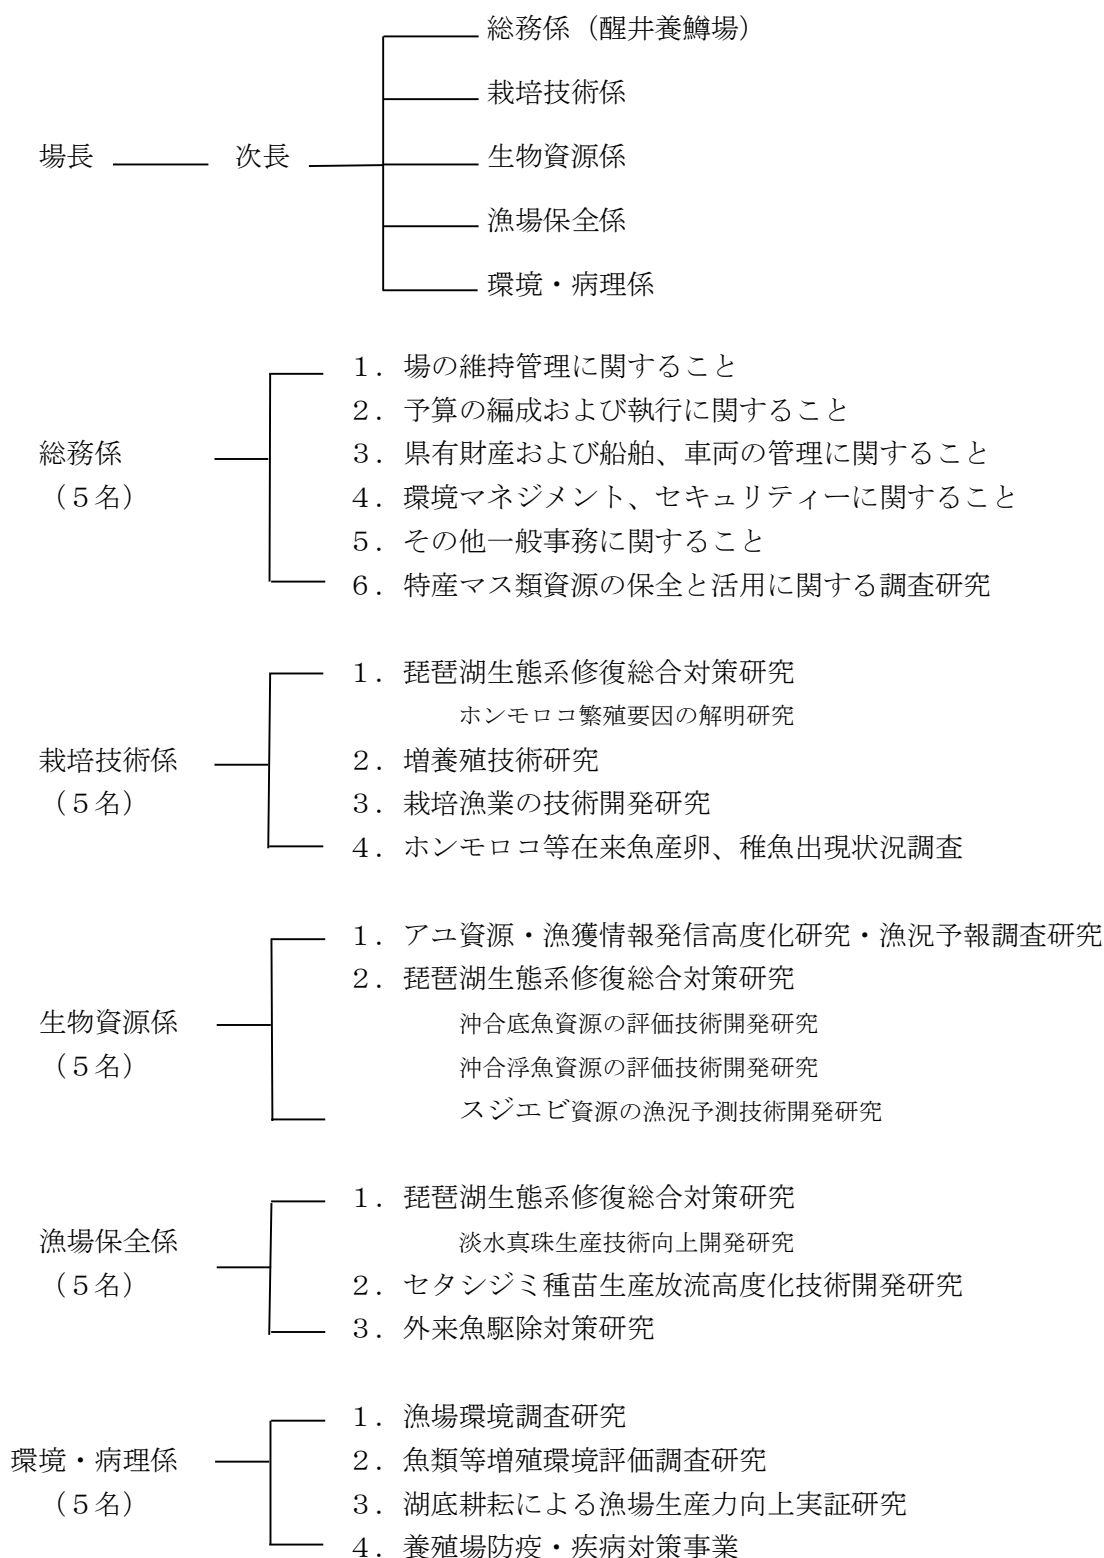 総務係（醒井養鱒場）
栽培技術係
場長 次長 生物資源係
漁場保全係
環境・病理係
１．場の維持管理に関すること
２．予算の編成および執行に関すること
総務係 ３．県有財産および船舶、車両の管理に関すること
（５名） ４．環境マネジメント、セキュリティーに関すること
５．その他一般事務に関すること
６．特産マス類資源の保全と活用に関する調査研究
１．琵琶湖生態系修復総合対策研究
ホンモロコ繁殖要因の解明研究
栽培技術係 ２．増養殖技術研究
（５名） ３．栽培漁業の技術開発研究
４．ホンモロコ等在来魚産卵、稚魚出現状況調査
１．アユ資源・漁獲情報発信高度化研究・漁況予報調査研究
２．琵琶湖生態系修復総合対策研究
生物資源係 沖合底魚資源の評価技術開発研究
（５名） 沖合浮魚資源の評価技術開発研究
スジエビ資源の漁況予測技術開発研究
１．琵琶湖生態系修復総合対策研究
漁場保全係 淡水真珠生産技術向上開発研究
（５名） ２．セタシジミ種苗生産放流高度化技術開発研究
３．外来魚駆除対策研究
１．漁場環境調査研究
環境・病理係 ２．魚類等増殖環境評価調査研究
（５名） ３．湖底耕耘による漁場生産力向上実証研究
４．養殖場防疫・疾病対策事業